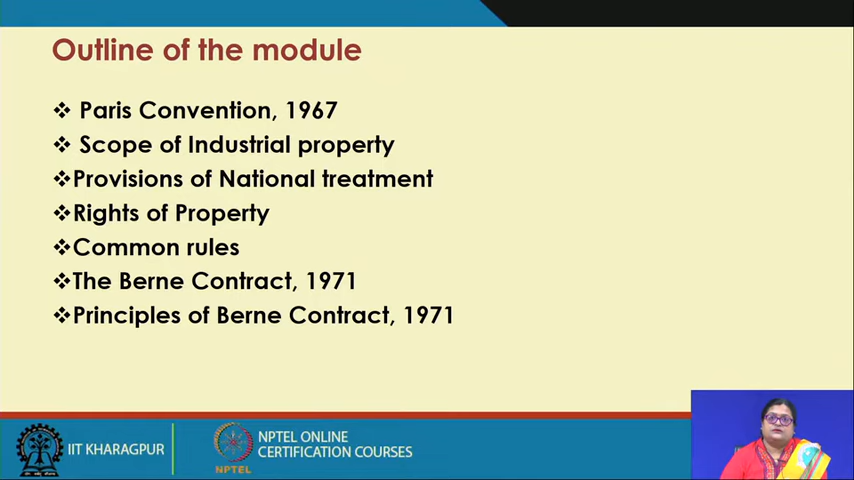 Outline of the module
❖ Paris Convention, 1967
❖ Scope of Industrial property
❖Provisions of National treatment
❖Rights of Property
❖Common rules
❖The Berne Contract, 1971
❖Principles of Berne Contract, 1971
IIT KHARAGPUR
NPTEL
NPTEL ONLINE
CERTIFICATION COURSES